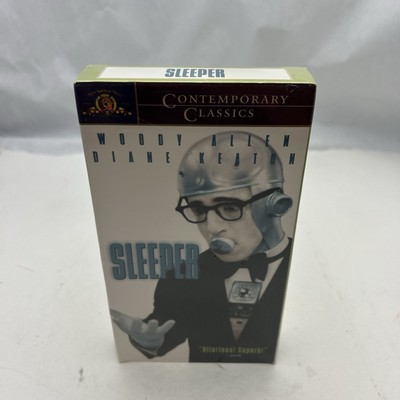 SLEEPER
CONTEMPORARY
CLASSICS
WOODY ALLEN
DIANE KEATON
SLEEPER
"Hilarious! Superb!"